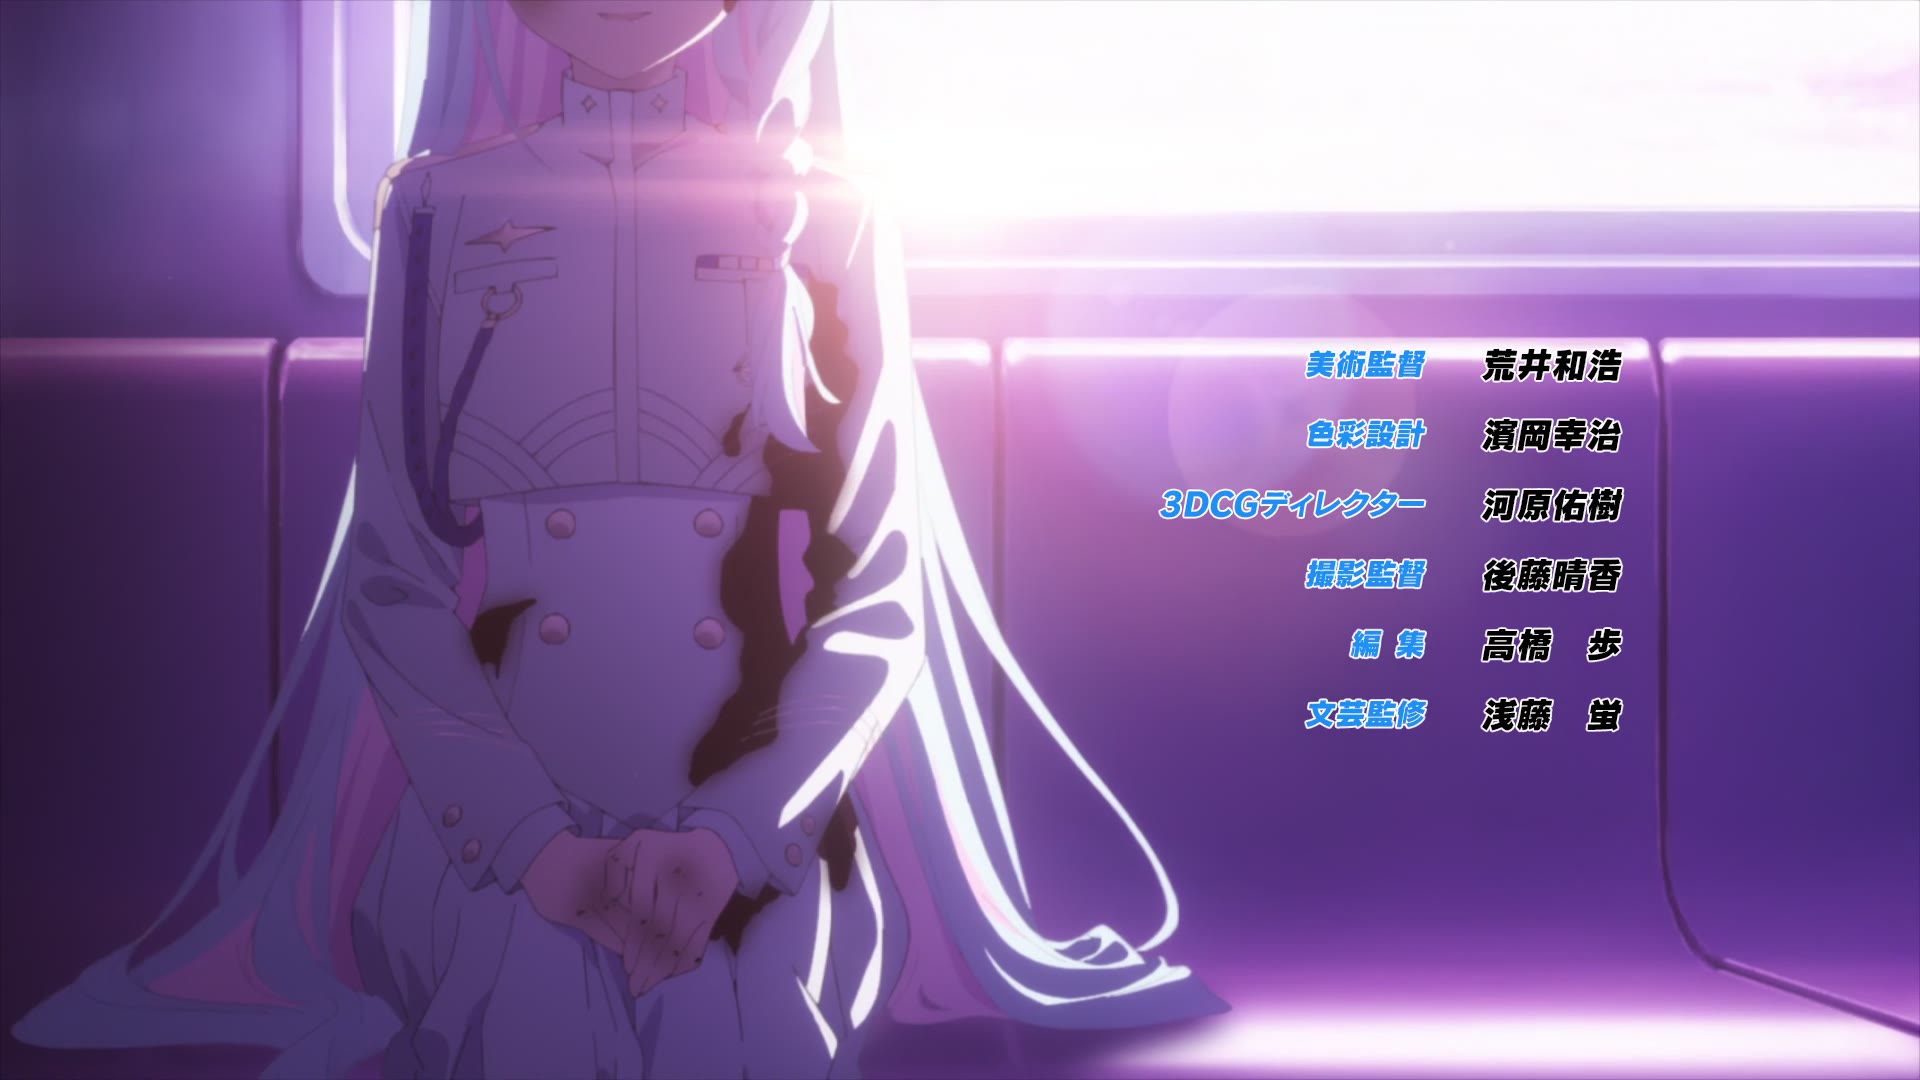 美術監督　荒井和浩
色彩設計　濱岡幸治
3DCGディレクター　河原佑樹
撮影監督　後藤晴香
編 集　高橋　歩
文芸監修　浅藤　蛍